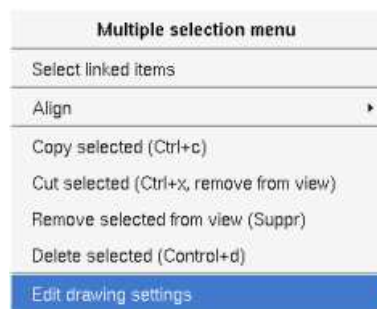 Multiple selection menu
Select linked items
Align
Copy selected (Ctrl+c)
Cut selected (Ctrl+x, remove from view)
Remove selected from view (Suppr)
Delete selected (Control+d)
Edit drawing settings